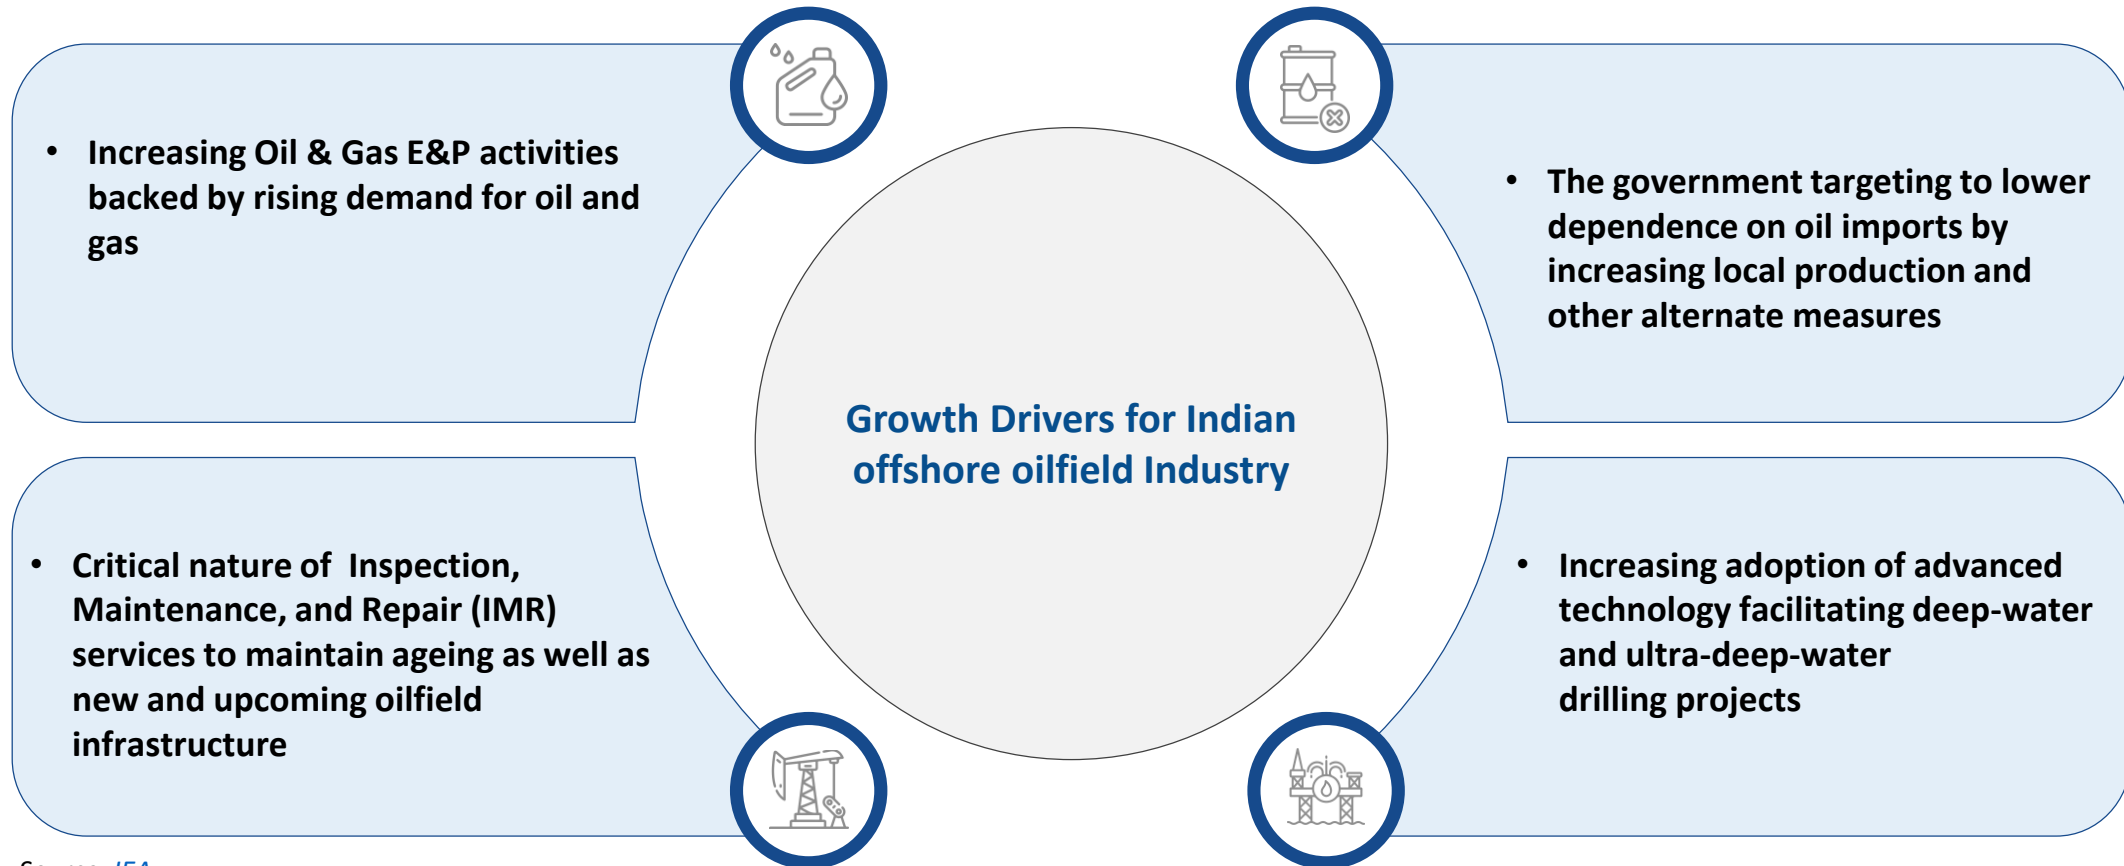 • Increasing Oil & Gas E&P activities
backed by rising demand for oil and
gas
• The government targeting to lower
dependence on oil imports by
increasing local production and
other alternate measures
Growth Drivers for Indian
offshore oilfield Industry
• Critical nature of  Inspection,
Maintenance, and Repair (IMR)
services to maintain ageing as well as
new and upcoming oilfield
infrastructure
• Increasing adoption of advanced
technology facilitating deep-water
and ultra-deep-water
drilling projects